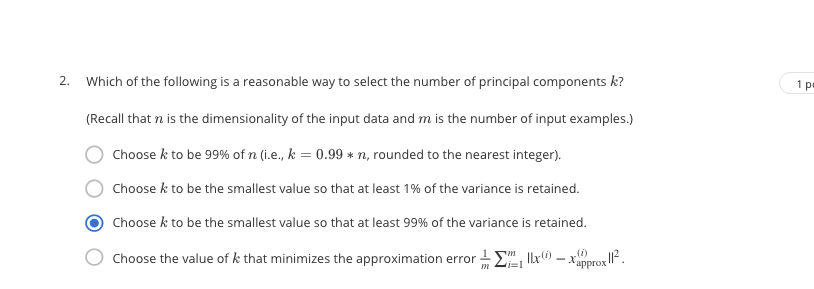 2. Which of the following is a reasonable way to select the number of principal components k?
1 p
(Recall that n is the dimensionality of the input data and m is the number of input examples.)
Choose k to be 99% of n (i.e., k = 0.99 ∗ n, rounded to the nearest integer).
Choose k to be the smallest value so that at least 1% of the variance is retained.
Choose k to be the smallest value so that at least 99% of the variance is retained.
Choose the value of k that minimizes the approximation error 1/m ∑_{i=1}^{m} ||x^{(i)} − x_{approx}^{(i)}||^2.